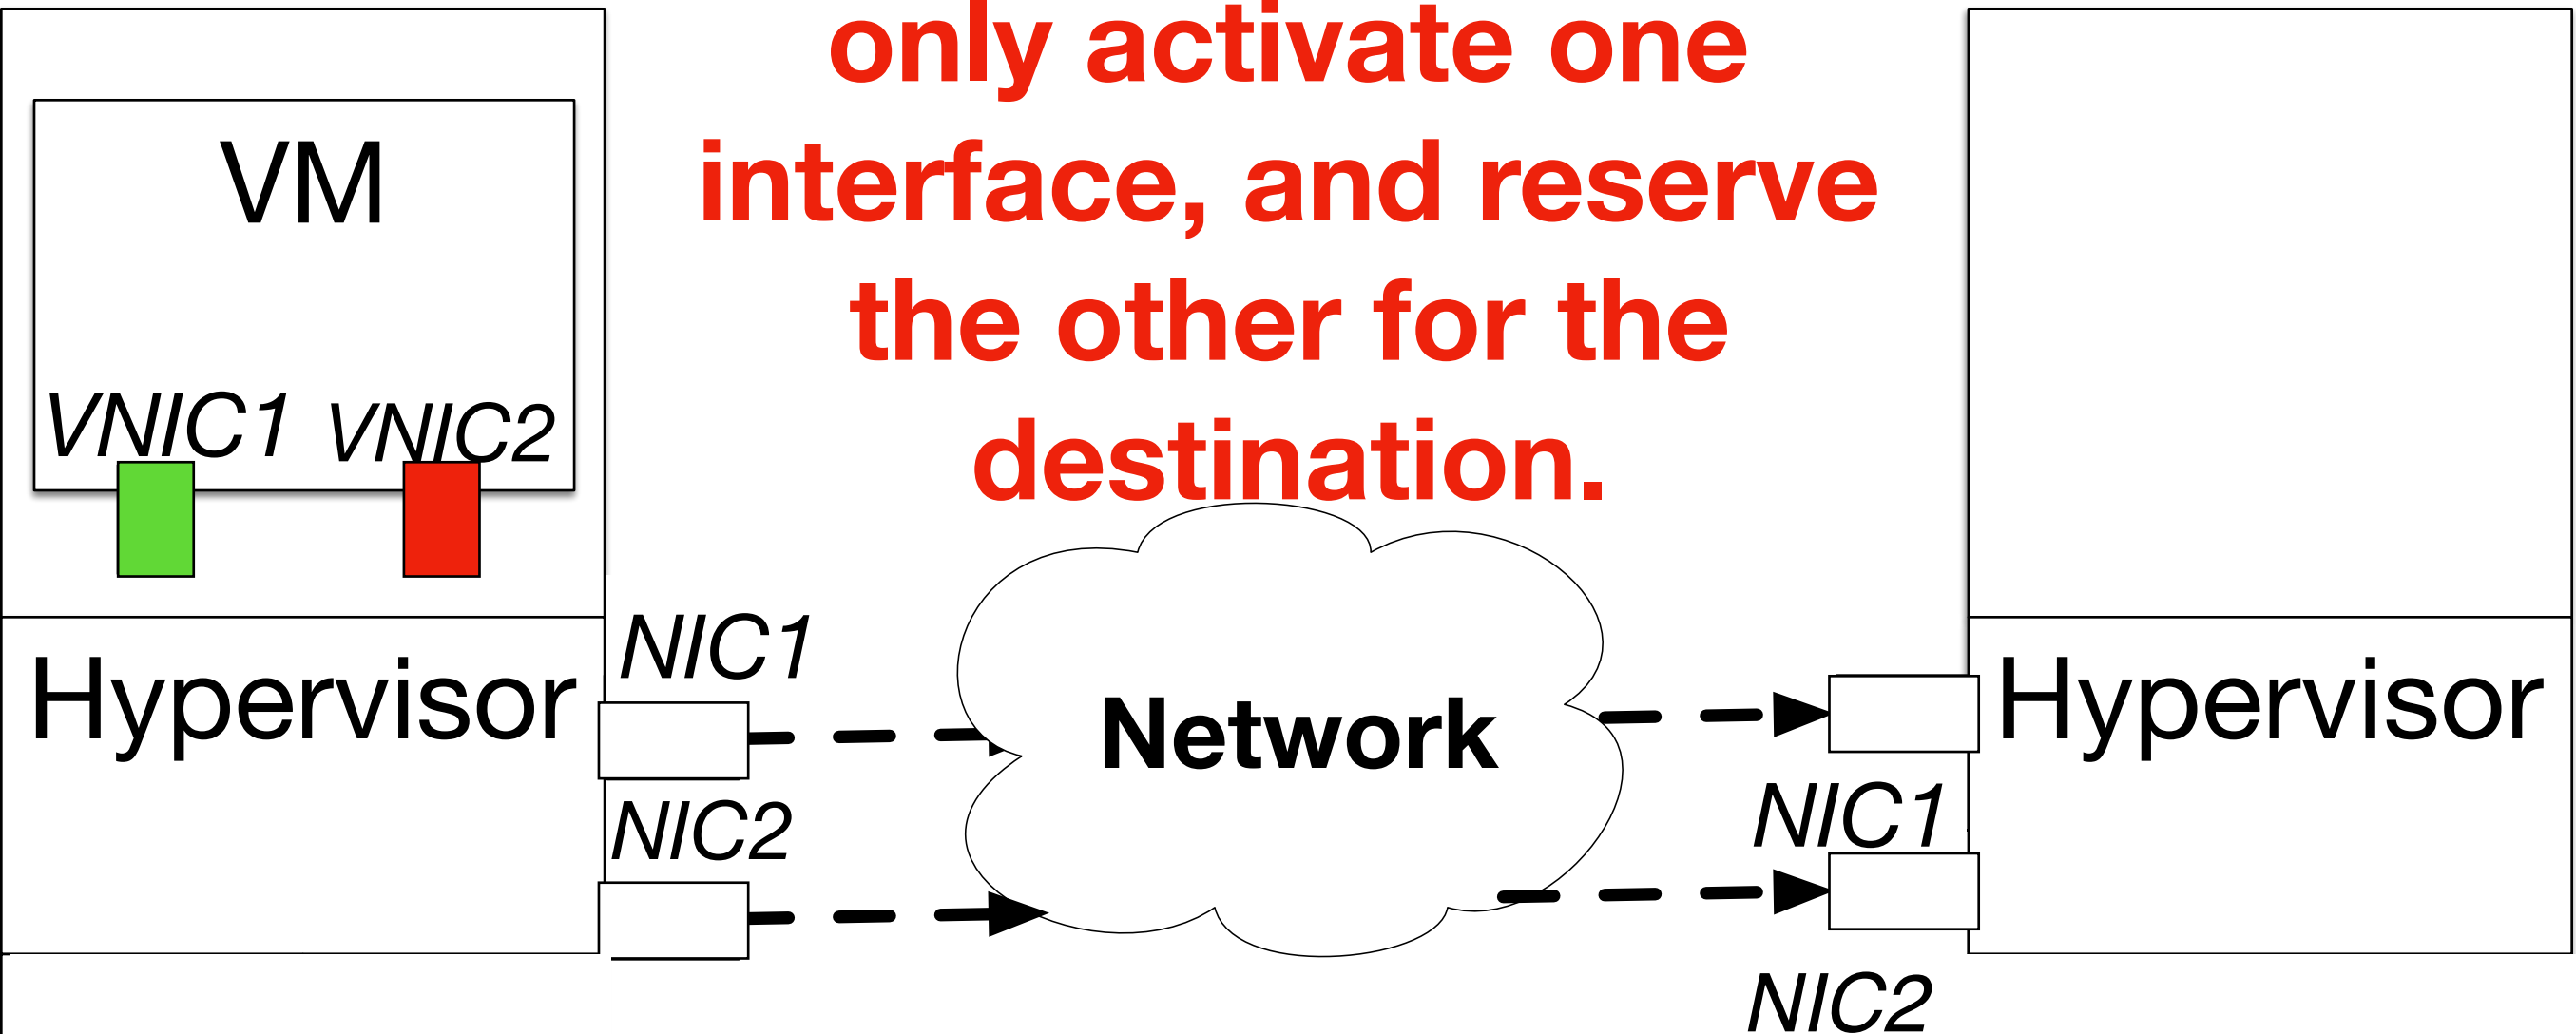 only activate one
interface, and reserve
the other for the
destination.
VM
VNIC1 VNIC2
Hypervisor
NIC1
NIC2
Network
Hypervisor
NIC1
NIC2